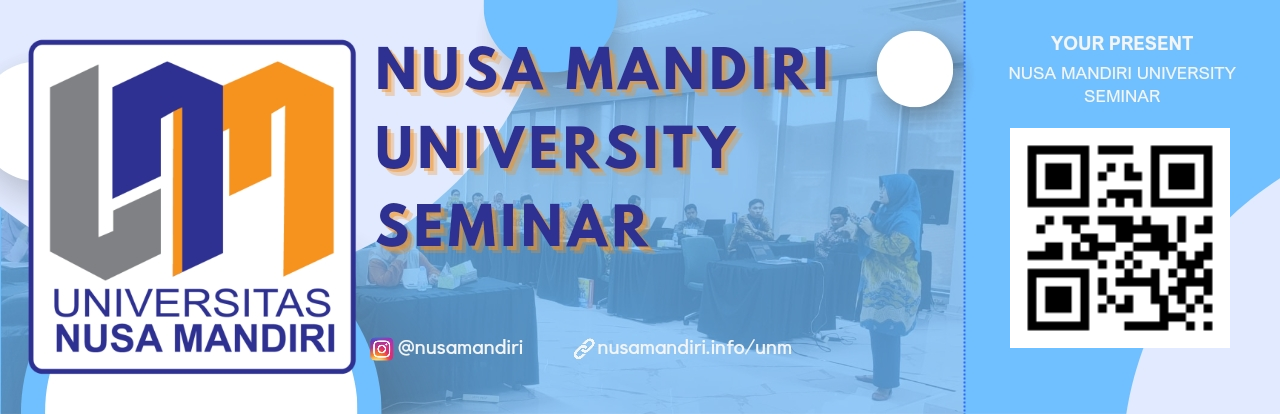 NUSA MANDIRI
UNIVERSITY
SEMINAR
UNIVERSITAS
NUSA MANDIRI
@nusamandiri
nusamandiri.info/unm
YOUR PRESENT
NUSA MANDIRI UNIVERSITY
SEMINAR